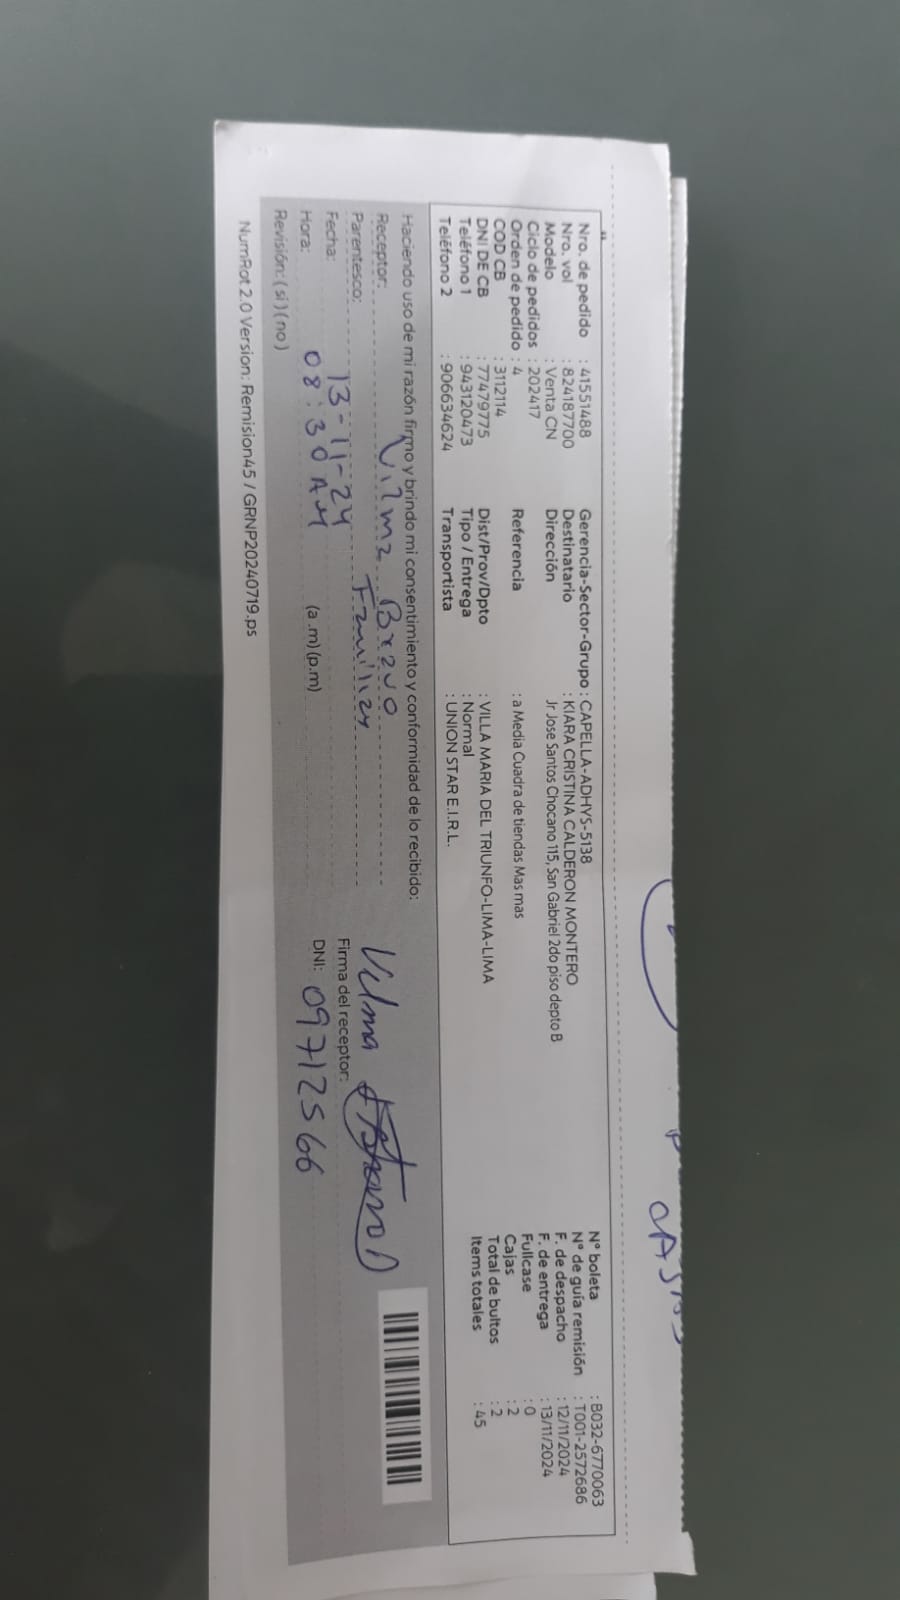 Nro. de pedido : 41551488 Gerencia-Sector-Grupo : CAPELLA-ADHYS-5138 N° boleta : B032-6770063
Nro. vol : 824187700 Destinatario : KIARA CRISTINA CALDERON MONTERO N° de guía remisión : T001-2572686
Modelo : Venta CN Dirección Jr Jose Santos Chocano 115, San Gabriel 2do piso depto B F. de despacho : 12/11/2024
Ciclo de pedidos : 202417 F. de entrega : 13/11/2024
Orden de pedido : 4 Referencia : a Media Cuadra de tiendas Mas mas Fullcase : 0
COD CB : 3112114 Cajas : 2
DNI DE CB : 77479775 Dist/Prov/Dpto : VILLA MARIA DEL TRIUNFO-LIMA-LIMA Total de bultos : 2
Teléfono 1 : 943120473 Tipo / Entrega : Normal Items totales : 45
Teléfono 2 : 906634624 Transportista : UNION STAR E.I.R.L.
Haciendo uso de mi razón firmo y brindo mi consentimiento y conformidad de lo recibido:
Receptor: Vilma Bravo
Parentesco: Familiar Vilma
Firma del receptor:
Fecha: 13-11-24
Hora: 08:30 AM (a .m) (p.m) DNI: 09712566
Revisión: (si) (no)
NumRot 2.0 Version: Remision45 / GRNP20240719.ps